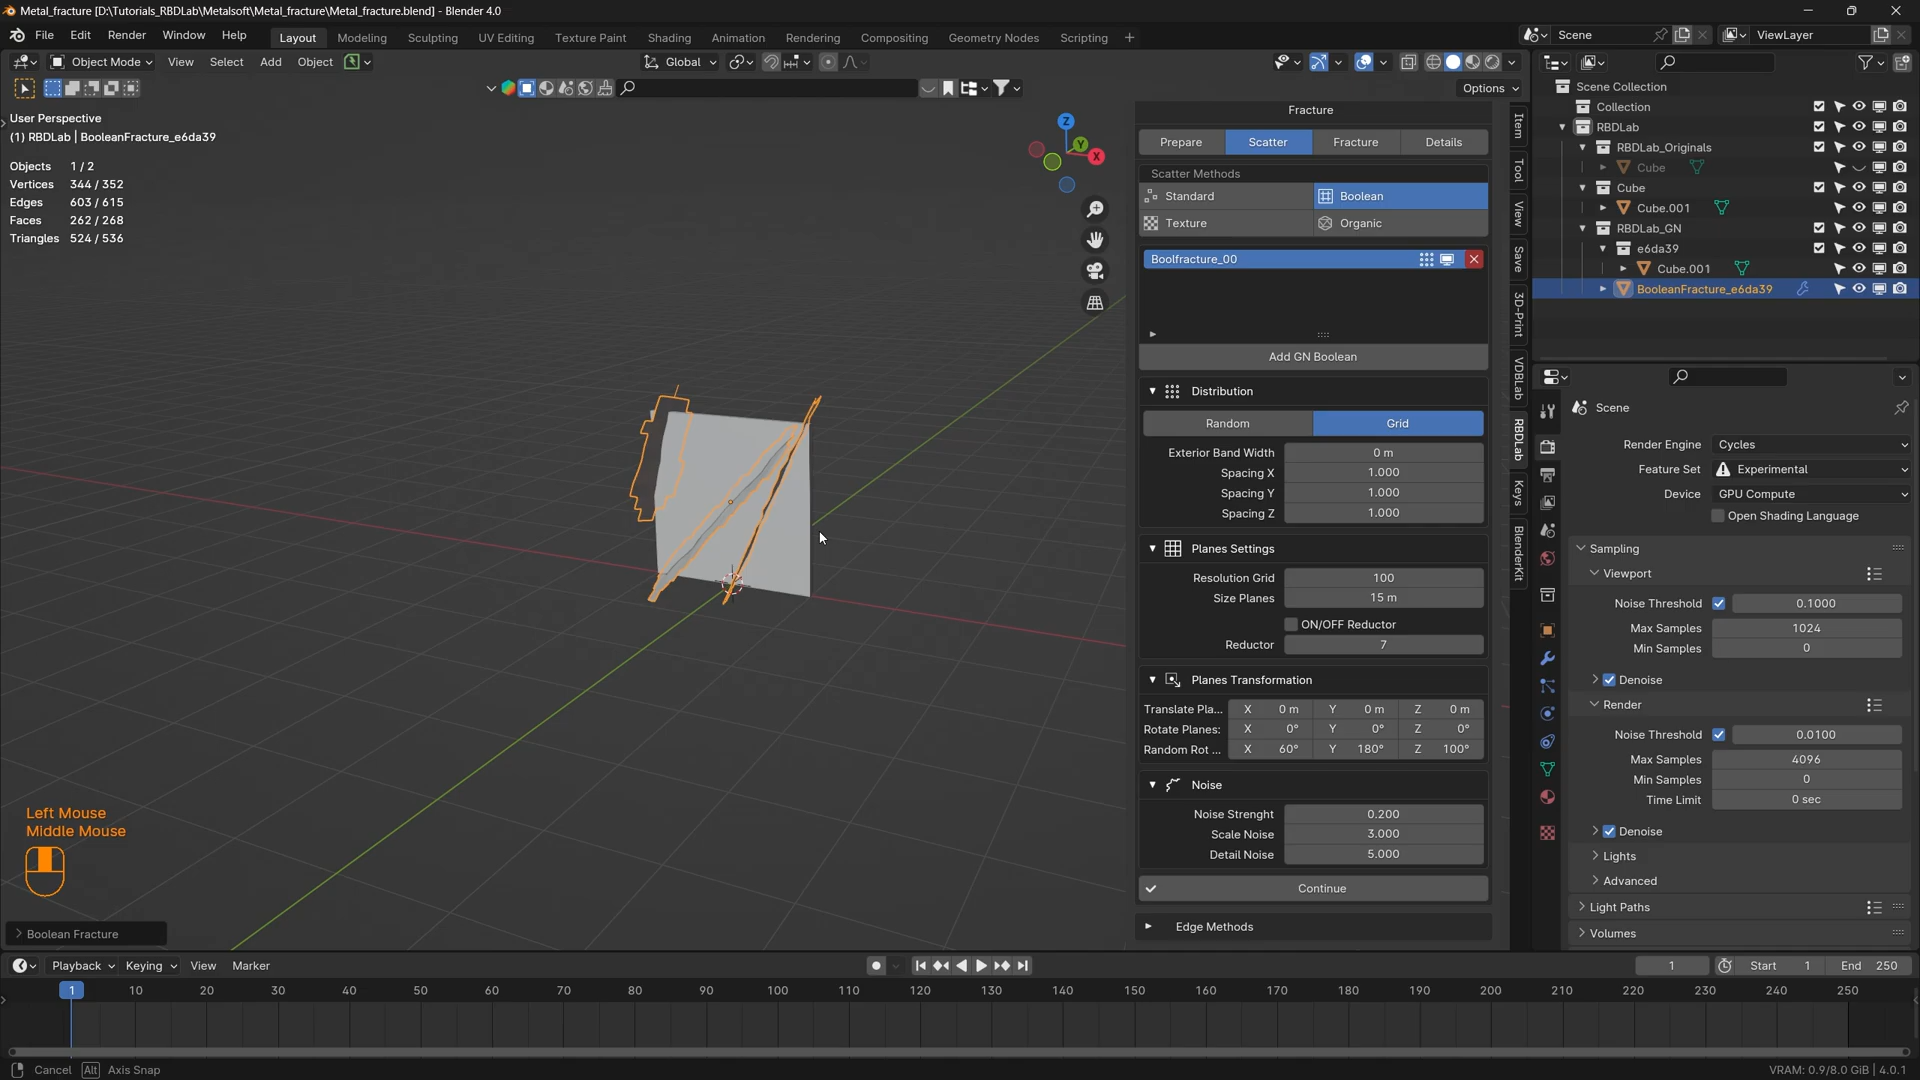 Metal_fracture [D:\Tutorials_RBDLab\Metalsoft\Metal_fracture\Metal_fracture.blend] - Blender 4.0
File Edit Render Window Help Layout Modeling Sculpting UV Editing Texture Paint Shading Animation Rendering Compositing Geometry Nodes Scripting +
Scene ViewLayer
Object Mode View Select Add Object Global
Options
User Perspective
(1) RBDLab | BooleanFracture_e6da39
Objects 1 / 2
Vertices 344 / 352
Edges 603 / 615
Faces 262 / 268
Triangles 524 / 536
Z
Y
X
Left Mouse
Middle Mouse
Boolean Fracture
Fracture
Prepare Scatter Fracture Details
Scatter Methods
Standard Boolean
Texture Organic
Boolfracture_00
Add GN Boolean
Distribution
Random Grid
Exterior Band Width 0 m
Spacing X 1.000
Spacing Y 1.000
Spacing Z 1.000
Planes Settings
Resolution Grid 100
Size Planes 15 m
ON/OFF Reductor
Reductor 7
Planes Transformation
Translate Pla... X 0 m Y 0 m Z 0 m
Rotate Planes: X 0° Y 0° Z 0°
Random Rot ... X 60° Y 180° Z 100°
Noise
Noise Strenght 0.200
Scale Noise 3.000
Detail Noise 5.000
Continue
Edge Methods
Item
Tool
View
Save
3D-Print
VDBLab
RBDLab
Keys
BlenderKit
Scene Collection
Collection
RBDLab
RBDLab_Originals
Cube
Cube
Cube.001
RBDLab_GN
e6da39
Cube.001
BooleanFracture_e6da39
Scene
Render Engine Cycles
Feature Set Experimental
Device GPU Compute
Open Shading Language
Sampling
Viewport
Noise Threshold 0.1000
Max Samples 1024
Min Samples 0
Denoise
Render
Noise Threshold 0.0100
Max Samples 4096
Min Samples 0
Time Limit 0 sec
Denoise
Lights
Advanced
Light Paths
Volumes
Playback Keying View Marker 1 Start 1 End 250
1 10 20 30 40 50 60 70 80 90 100 110 120 130 140 150 160 170 180 190 200 210 220 230 240 250
Cancel Alt Axis Snap VRAM: 0.9/8.0 GiB | 4.0.1